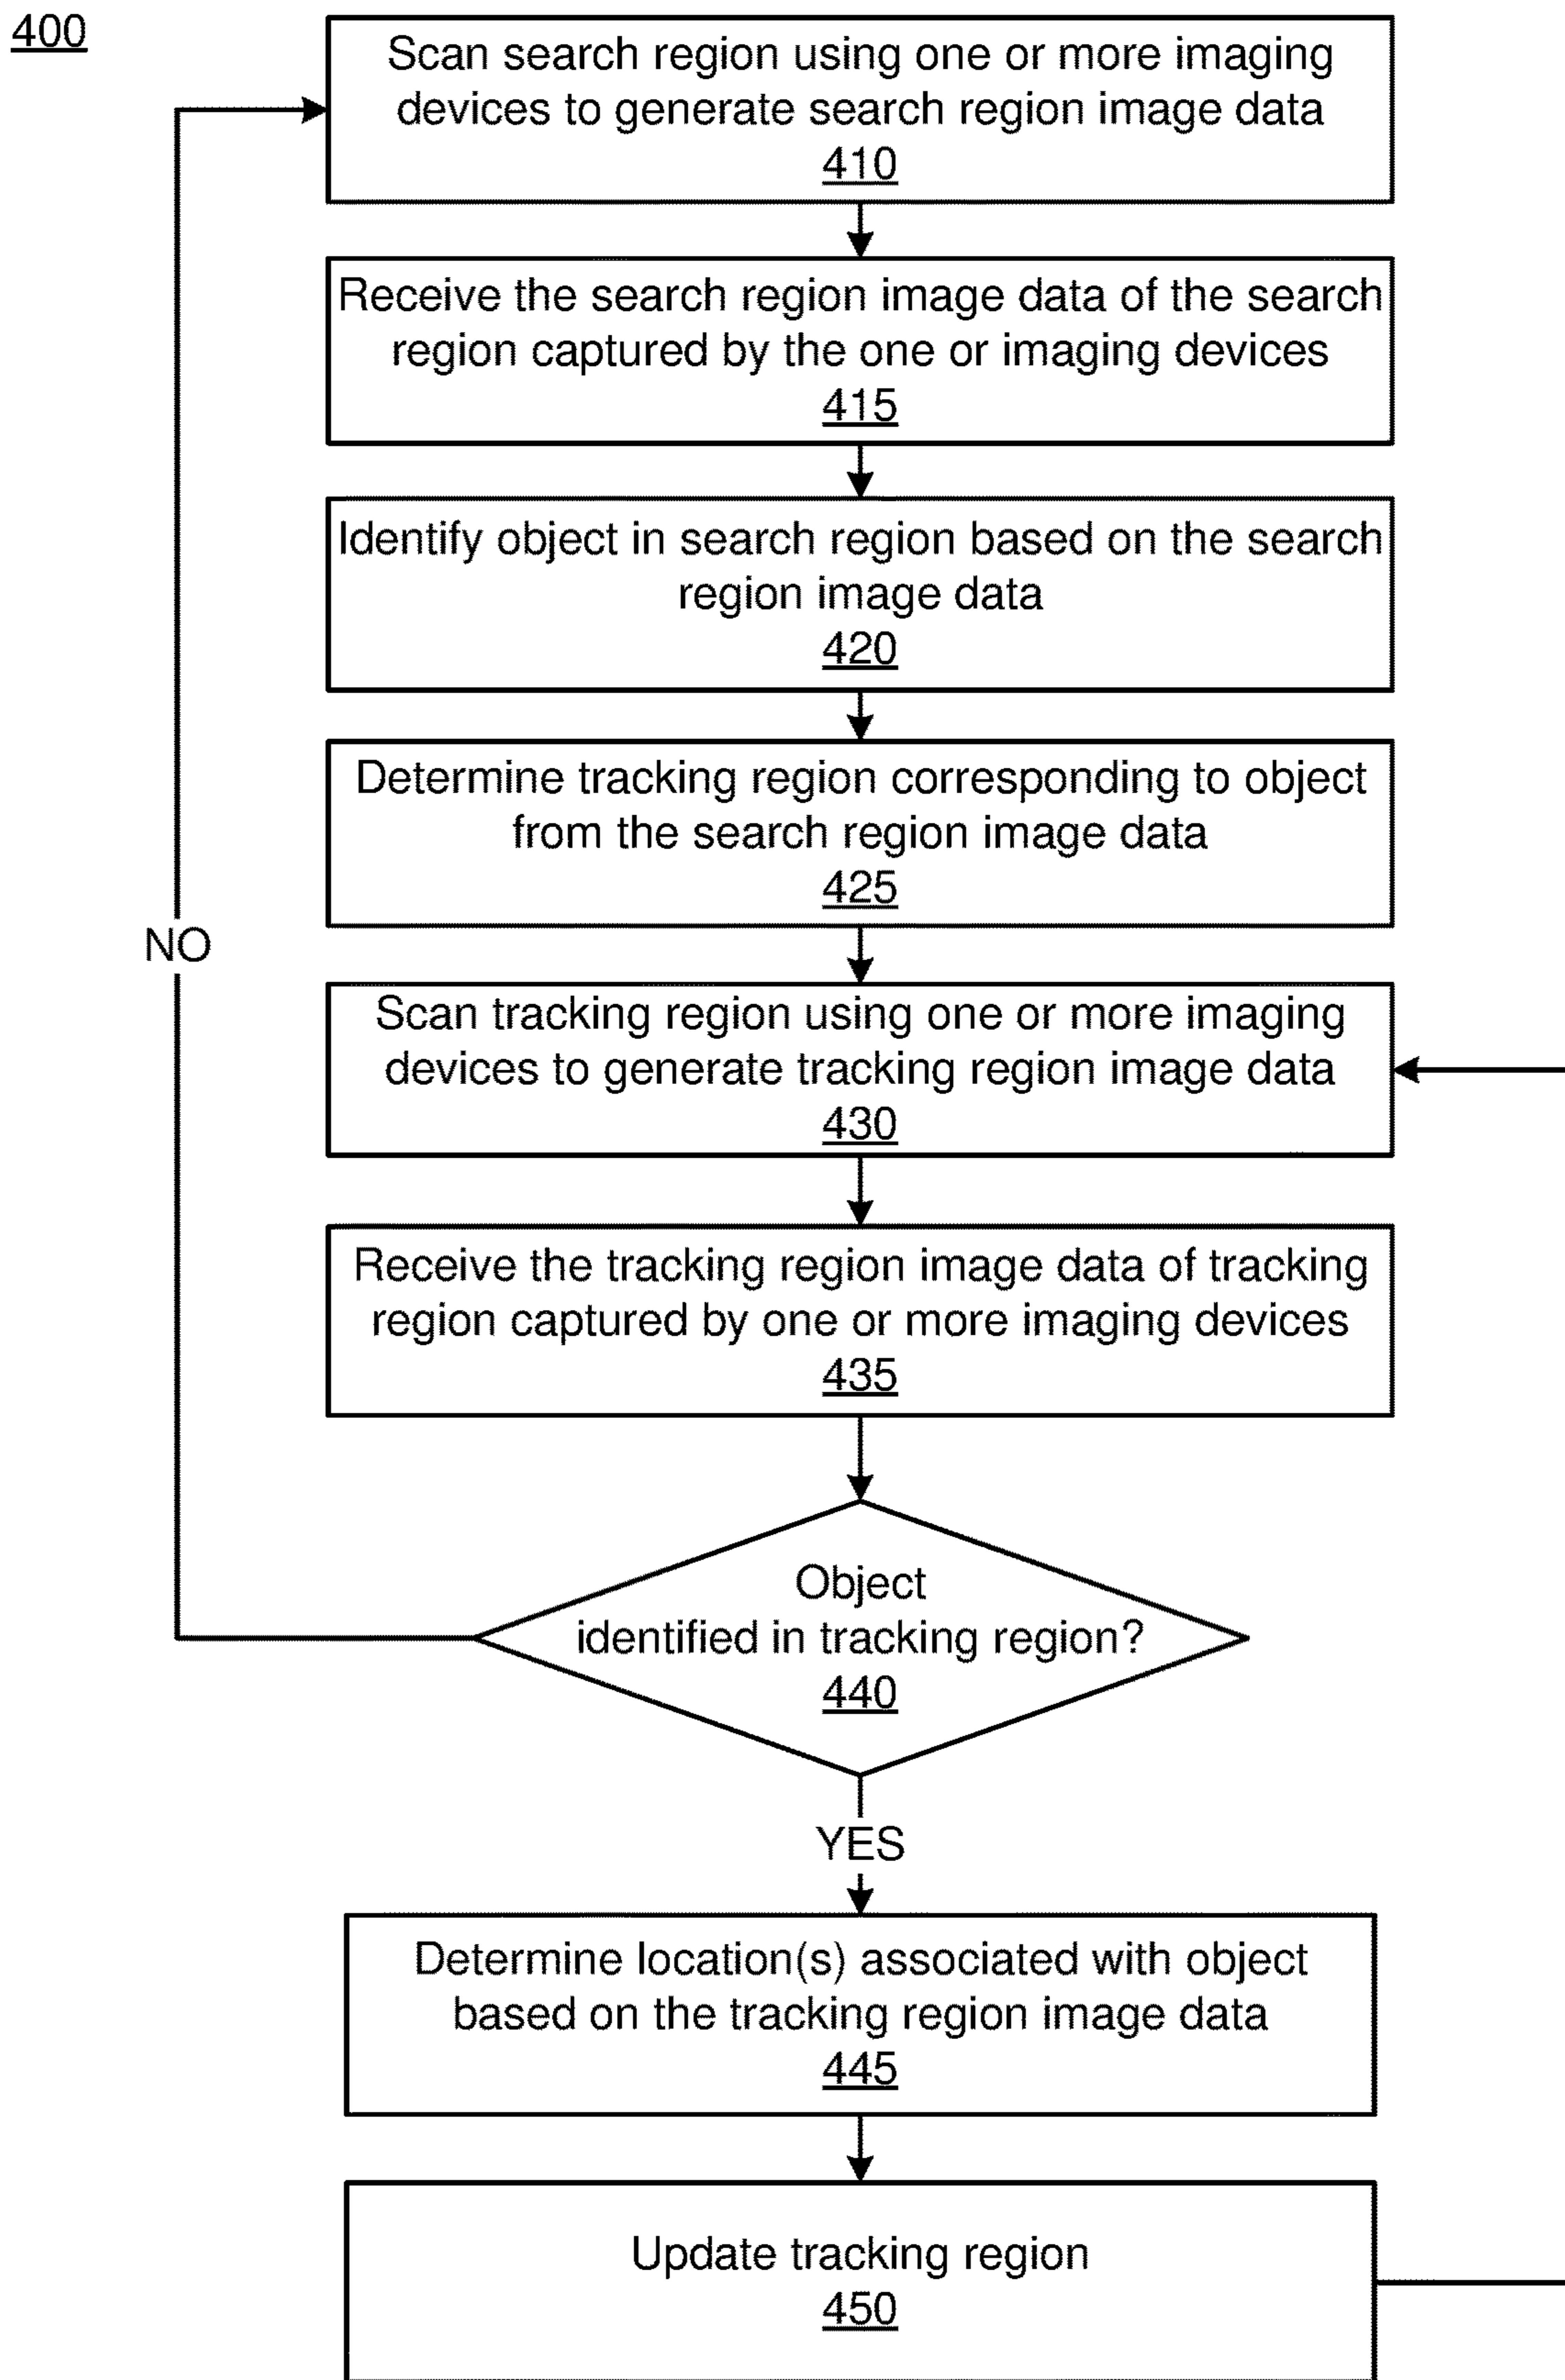 400
Scan search region using one or more imaging
devices to generate search region image data
410
Receive the search region image data of the search
region captured by the one or imaging devices
415
Identify object in search region based on the search
region image data
420
Determine tracking region corresponding to object
from the search region image data
425
NO
Scan tracking region using one or more imaging
devices to generate tracking region image data
430
Receive the tracking region image data of tracking
region captured by one or more imaging devices
435
Object
identified in tracking region?
440
YES
Determine location(s) associated with object
based on the tracking region image data
445
Update tracking region
450